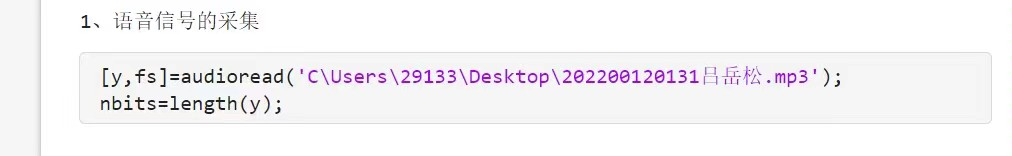 1、语音信号的采集
[y,fs]=audioread('C\Users\29133\Desktop\202200120131吕岳松.mp3');
nbits=length(y);